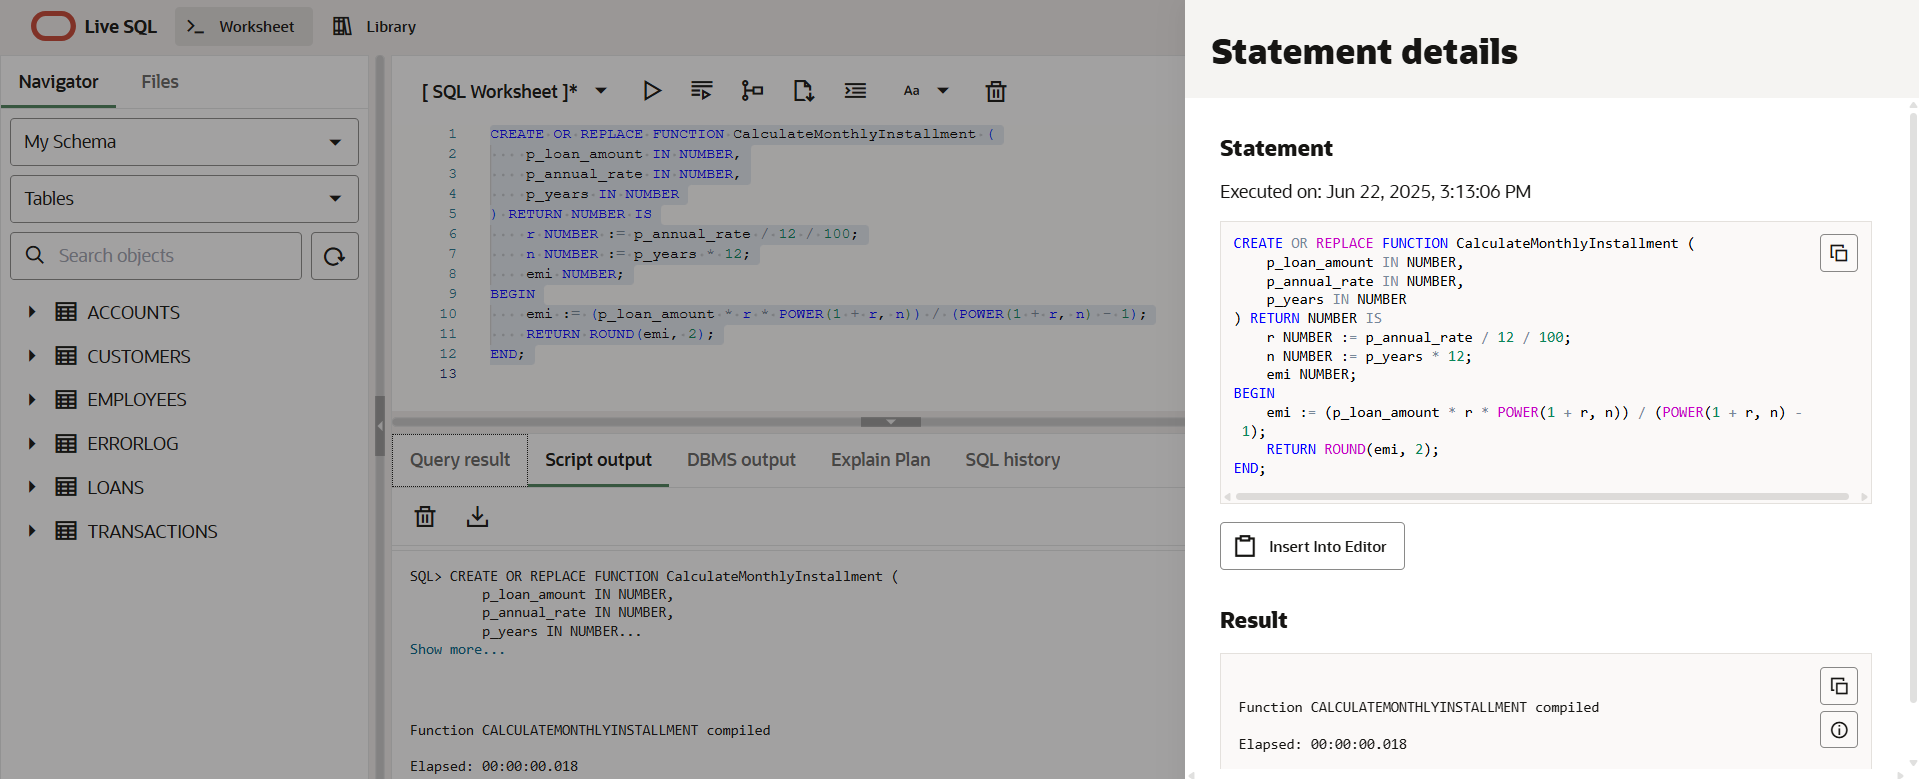 Live SQL
Worksheet
Library
Navigator
Files
My Schema
Tables
Search objects
ACCOUNTS
CUSTOMERS
EMPLOYEES
ERRORLOG
LOANS
TRANSACTIONS
[ SQL Worksheet ]*
Aa
1 CREATE OR REPLACE FUNCTION CalculateMonthlyInstallment (
2     p_loan_amount IN NUMBER,
3     p_annual_rate IN NUMBER,
4     p_years IN NUMBER
5 ) RETURN NUMBER IS
6     r NUMBER := p_annual_rate / 12 / 100;
7     n NUMBER := p_years * 12;
8     emi NUMBER;
9 BEGIN
10     emi := (p_loan_amount * r * POWER(1 + r, n)) / (POWER(1 + r, n) - 1);
11     RETURN ROUND(emi, 2);
12 END;
13
Query result
Script output
DBMS output
Explain Plan
SQL history
SQL> CREATE OR REPLACE FUNCTION CalculateMonthlyInstallment (
         p_loan_amount IN NUMBER,
         p_annual_rate IN NUMBER,
         p_years IN NUMBER...
Show more...
Function CALCULATEMONTHLYINSTALLMENT compiled
Elapsed: 00:00:00.018
Statement details
Statement
Executed on: Jun 22, 2025, 3:13:06 PM
CREATE OR REPLACE FUNCTION CalculateMonthlyInstallment (
    p_loan_amount IN NUMBER,
    p_annual_rate IN NUMBER,
    p_years IN NUMBER
) RETURN NUMBER IS
    r NUMBER := p_annual_rate / 12 / 100;
    n NUMBER := p_years * 12;
    emi NUMBER;
BEGIN
    emi := (p_loan_amount * r * POWER(1 + r, n)) / (POWER(1 + r, n) -
 1);
    RETURN ROUND(emi, 2);
END;
Insert Into Editor
Result
Function CALCULATEMONTHLYINSTALLMENT compiled
Elapsed: 00:00:00.018